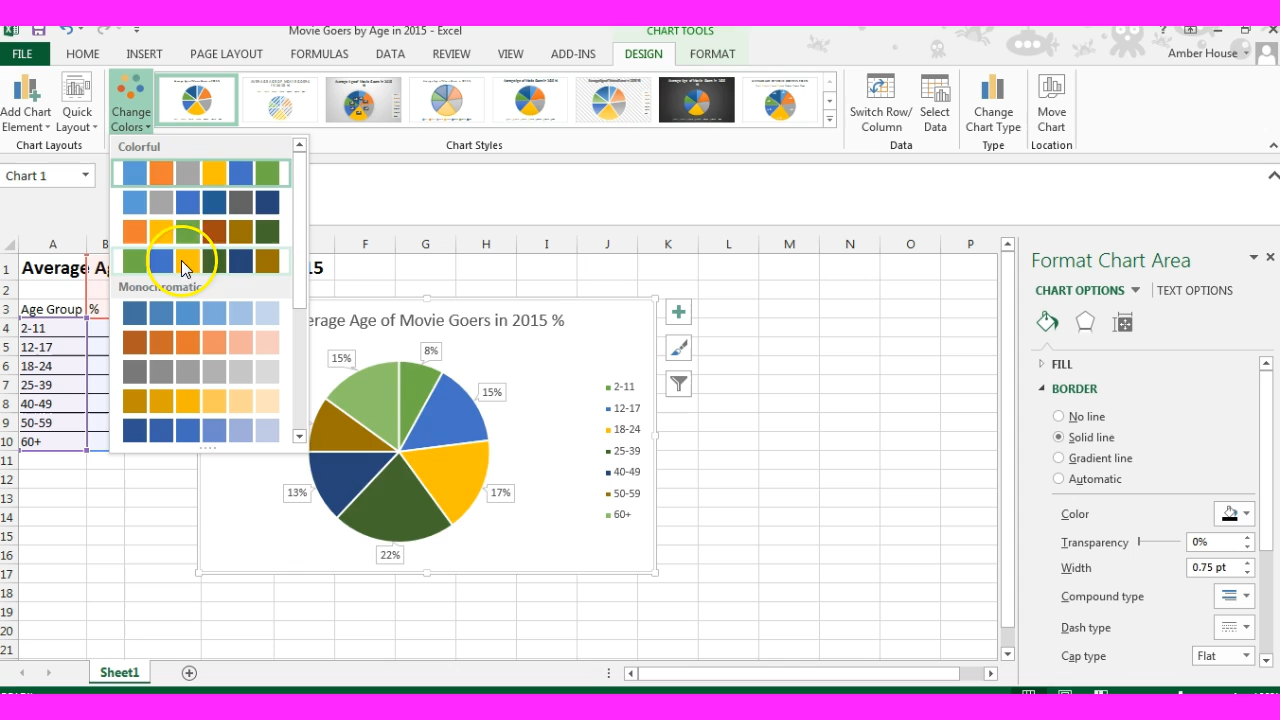 Movie Goers by Age in 2015 - Excel
CHART TOOLS
FILE HOME INSERT PAGE LAYOUT FORMULAS DATA REVIEW VIEW ADD-INS DESIGN FORMAT Amber House
Add Chart Element
Quick Layout
Change Colors
Switch Row/ Column
Select Data
Change Chart Type
Move Chart
Chart Layouts
Chart Styles
Data
Type
Location
Colorful
Monochromatic
Chart 1
A B F G H I J K L M N O P
1 Average Ag 15
2
3 Age Group %
4 2-11
5 12-17
6 18-24
7 25-39
8 40-49
9 50-59
10 60+
11
12
13
14
15
16
17
18
19
20
21
erage Age of Movie Goers in 2015 %
15%
8%
15%
17%
22%
13%
2-11
12-17
18-24
25-39
40-49
50-59
60+
Format Chart Area
CHART OPTIONS TEXT OPTIONS
FILL
BORDER
No line
Solid line
Gradient line
Automatic
Color
Transparency 0%
Width 0.75 pt
Compound type
Dash type
Cap type Flat
Sheet1